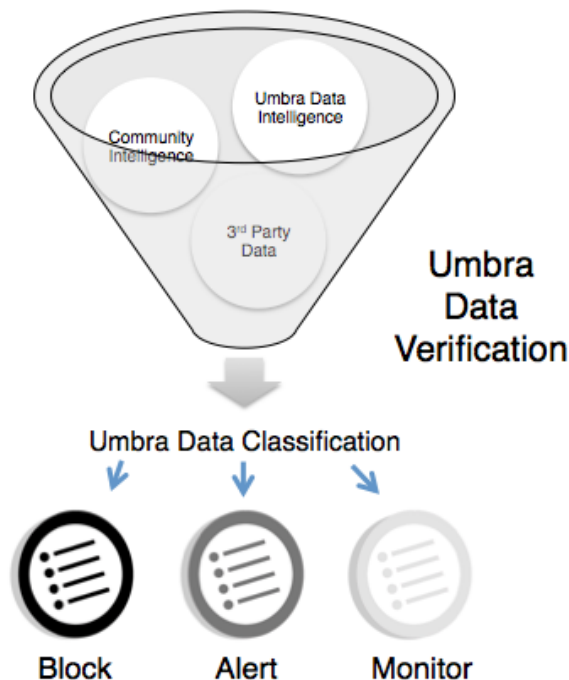 Umbra Data
Intelligence
Community
Intelligence
3rd Party
Data
Umbra
Data
Verification
Umbra Data Classification
Block
Alert
Monitor